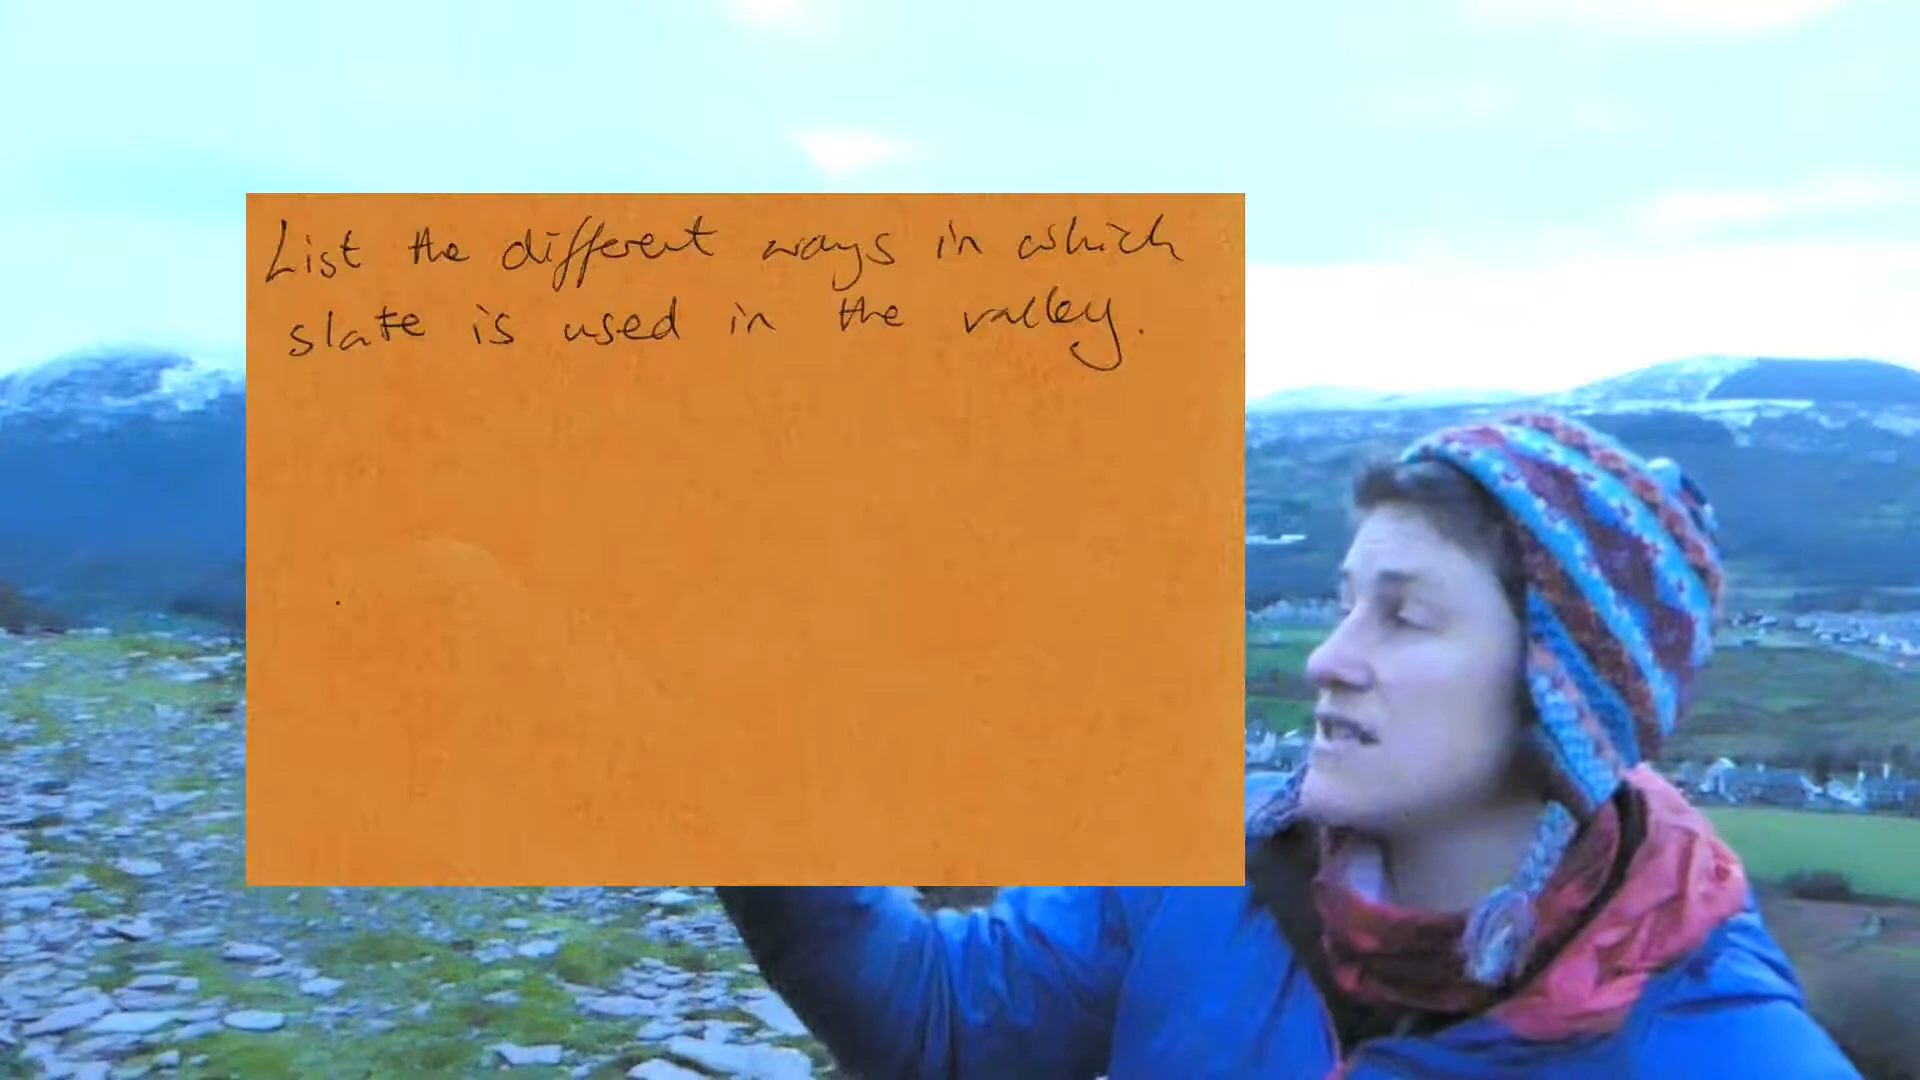 List the different ways in which
slate is used in the valley.